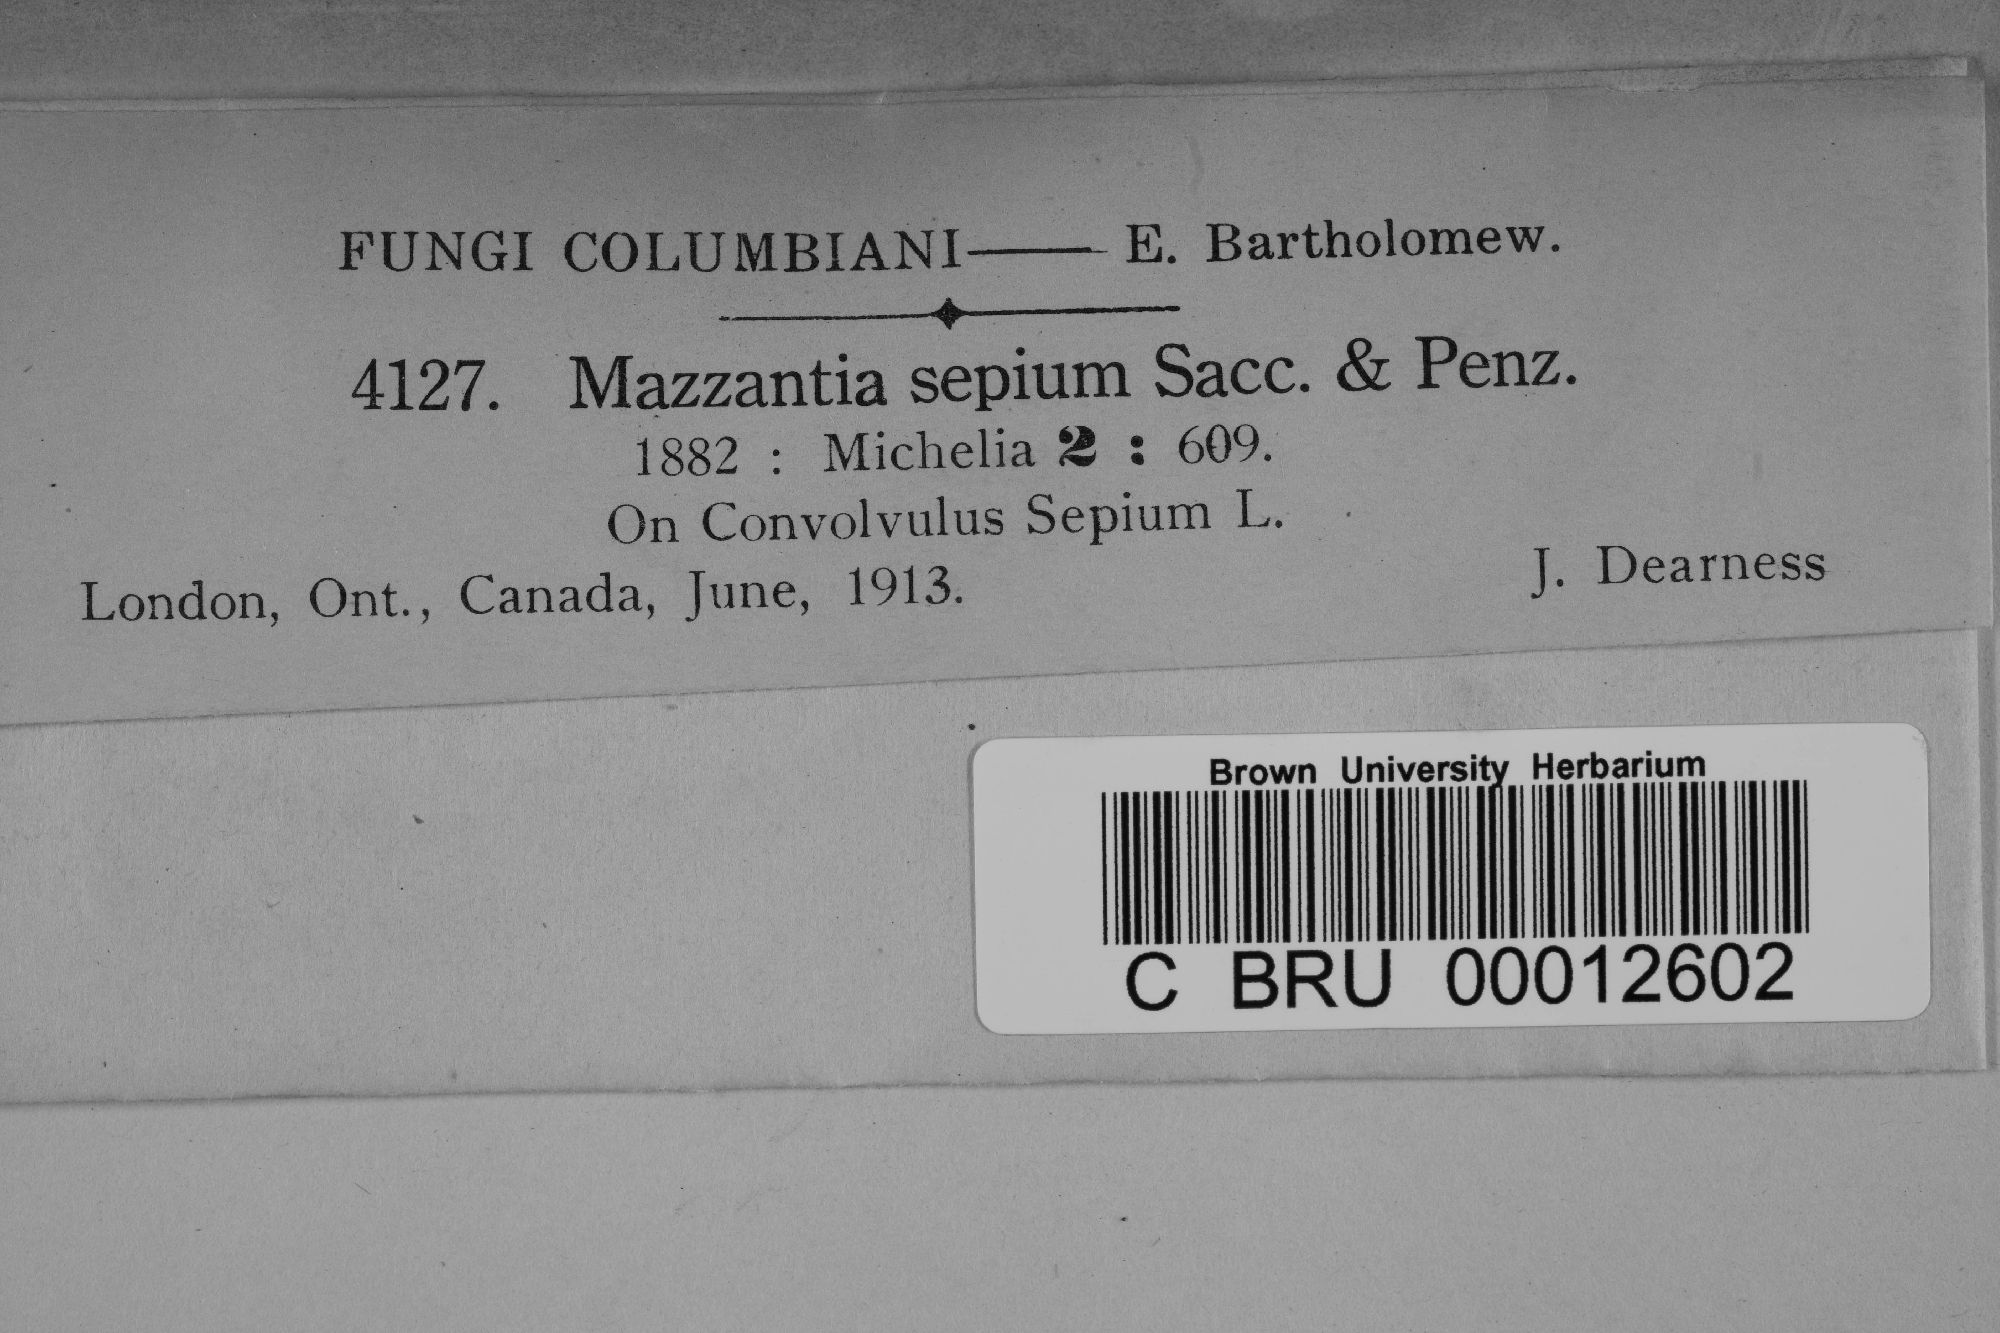 FUNGI COLUMBIANI—— E. Bartholomew.
4127. Mazzantia sepium Sacc. & Penz.
1882 : Michelia 2 : 609.
On Convolvulus Sepium L.
London, Ont., Canada, June, 1913. J. Dearness
Brown University Herbarium
C BRU 00012602